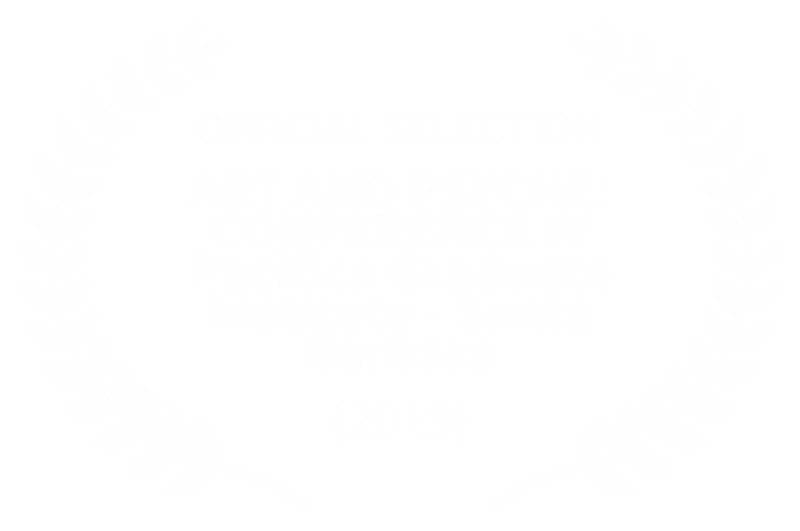 OFFICIAL SELECTION
ART AND PSYCHE:
CONFERENCE IV
Pacifica Graduate
Institute - Santa
Barbara